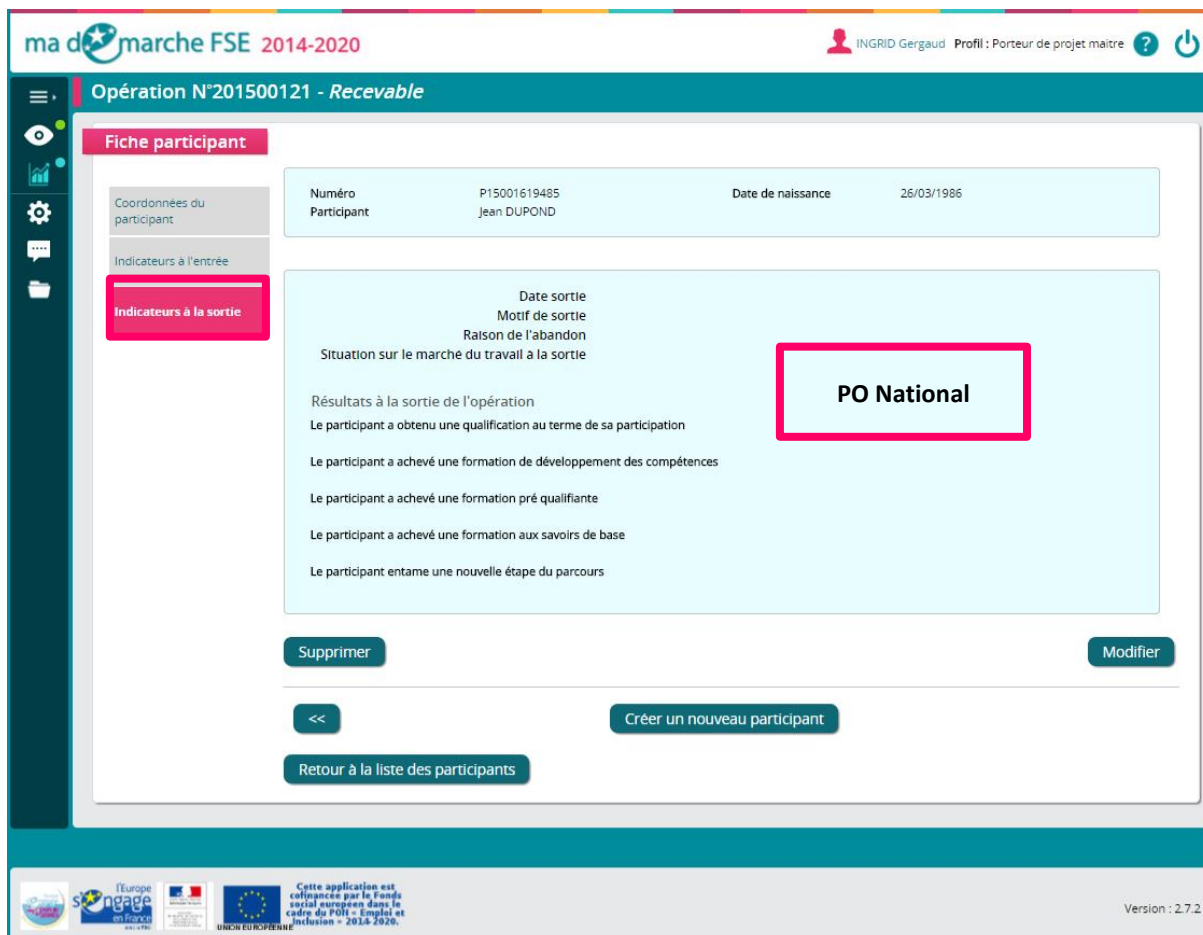 ma démarche FSE 2014-2020
INGRID Gergaud Profil : Porteur de projet maitre ?
Opération N°201500121 - Recevable
Fiche participant
Coordonnées du
participant
Indicateurs à l'entrée
Indicateurs à la sortie
Numéro P15001619485 Date de naissance 26/03/1986
Participant Jean DUPOND
Date sortie
Motif de sortie
Raison de l'abandon
Situation sur le marché du travail à la sortie
PO National
Résultats à la sortie de l'opération
Le participant a obtenu une qualification au terme de sa participation
Le participant a achevé une formation de développement des compétences
Le participant a achevé une formation pré qualifiante
Le participant a achevé une formation aux savoirs de base
Le participant entame une nouvelle étape du parcours
Supprimer Modifier
<< Créer un nouveau participant
Retour à la liste des participants
l'Europe
s'engage
en France
UNION EUROPÉENNE
Cette application est
cofinancée par le Fonds
social européen dans le
cadre du PON « Emploi et
Inclusion » 2014-2020.
Version : 2.7.2